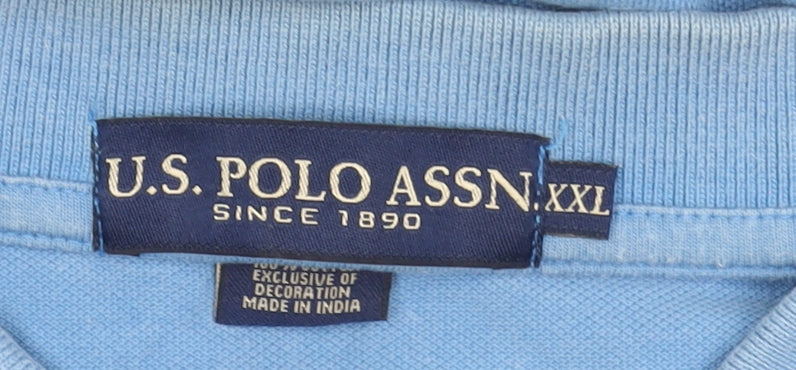 U.S. POLO ASSN.
SINCE 1890
XXL
EXCLUSIVE OF
DECORATION
MADE IN INDIA